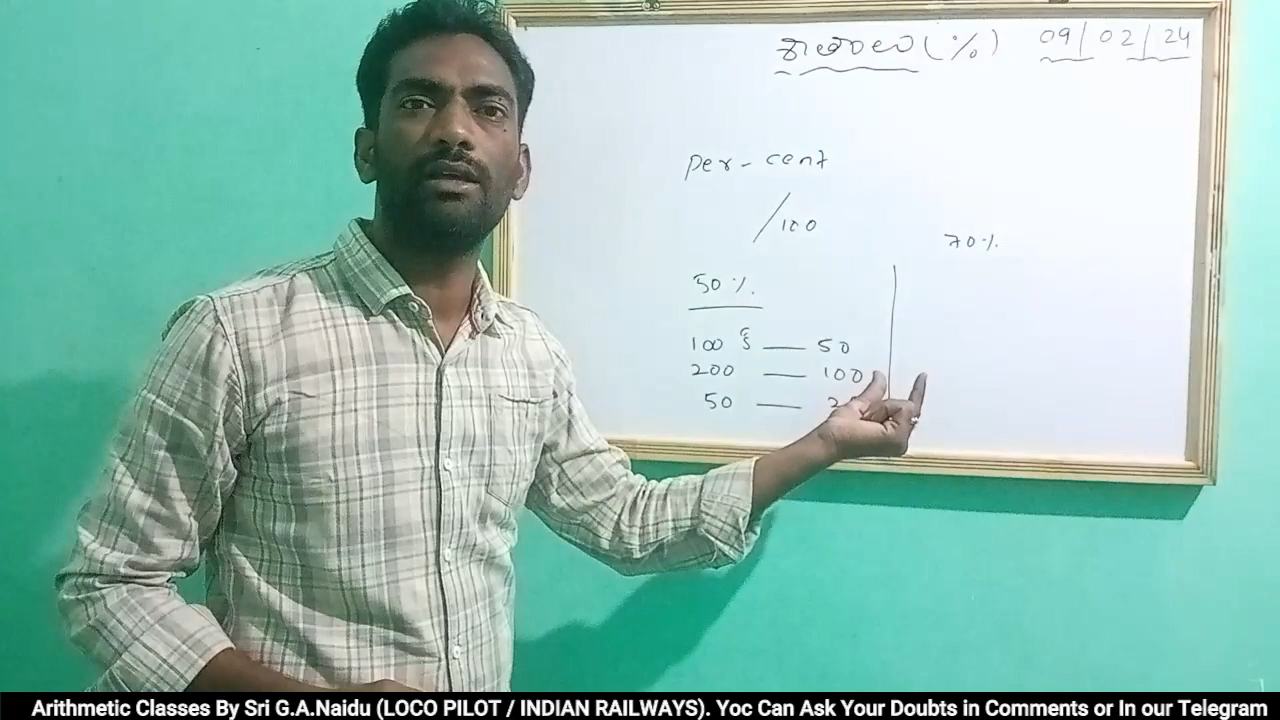 శాతాలు (%) 09/02/24
per-cent
/100
70%.
50%.
100 కి — 50
200 — 100
50 —
Arithmetic Classes By Sri G.A.Naidu (LOCO PILOT / INDIAN RAILWAYS). Yoc Can Ask Your Doubts in Comments or In our Telegram